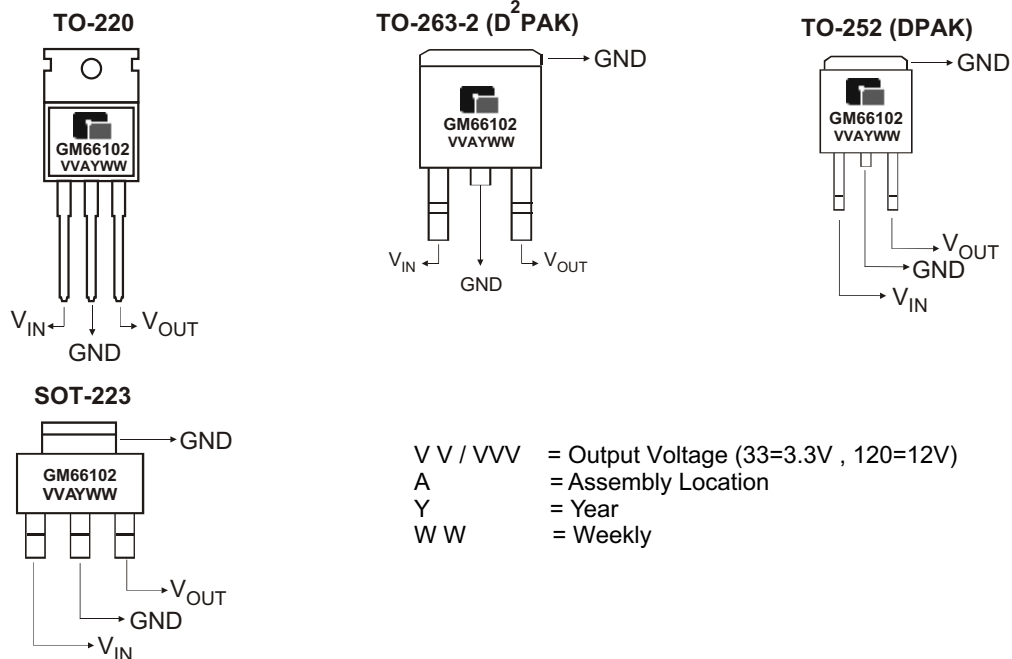 TO-220
GM66102
VVAYWW
VIN
GND
VOUT
TO-263-2 (D2PAK)
GND
GM66102
VVAYWW
VIN
GND
VOUT
TO-252 (DPAK)
GND
GM66102
VVAYWW
VOUT
GND
VIN
SOT-223
GND
GM66102
VVAYWW
VOUT
GND
VIN
V V / VVV = Output Voltage (33=3.3V , 120=12V)
A = Assembly Location
Y = Year
W W = Weekly